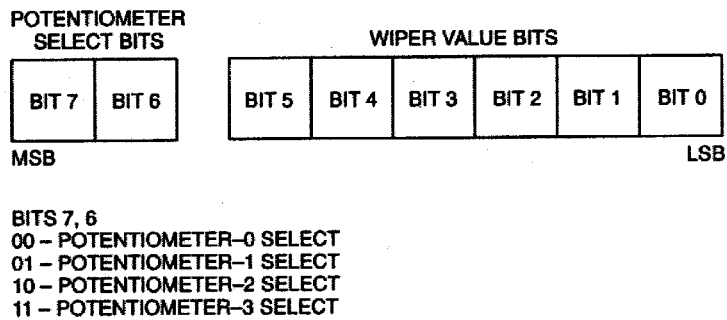 POTENTIOMETER
SELECT BITS
WIPER VALUE BITS
BIT 7 BIT 6 BIT 5 BIT 4 BIT 3 BIT 2 BIT 1 BIT 0
MSB LSB
BITS 7, 6
00 – POTENTIOMETER–0 SELECT
01 – POTENTIOMETER–1 SELECT
10 – POTENTIOMETER–2 SELECT
11 – POTENTIOMETER–3 SELECT